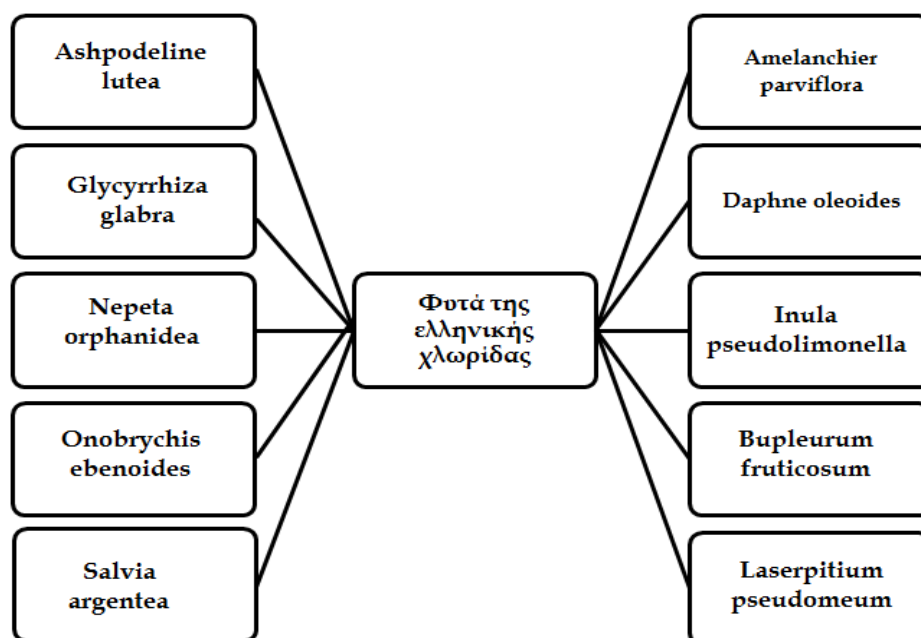 Ashpodeline
lutea
Glycyrrhiza
glabra
Nepeta
orphanidea
Onobrychis
ebenoides
Salvia
argentea
Φυτά της
ελληνικής
χλωρίδας
Amelanchier
parviflora
Daphne oleoides
Inula
pseudolimonella
Bupleurum
fruticosum
Laserpitium
pseudomeum